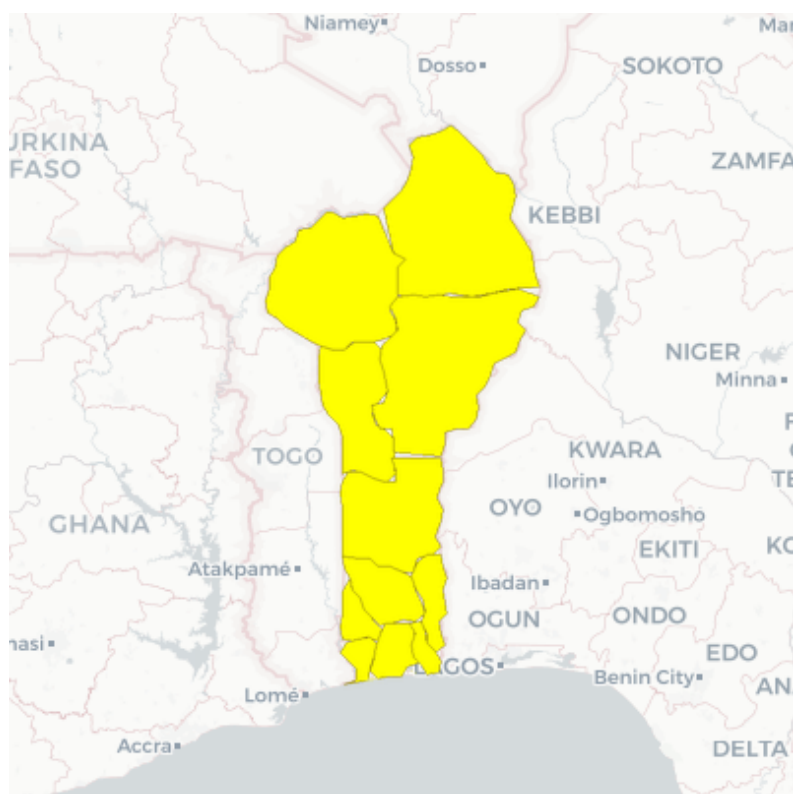 Niamey
Mar
Dosso
SOKOTO
URKINA
FASO
ZAMFA
KEBBI
NIGER
Minna
TOGO
KWARA
Ilorin
OYO
Ogbomosho
GHANA
EKITI
KO
Atakpamé
Ibadan
OGUN
ONDO
nasi
EDO
LAGOS
Benin City
AN
Lomé
Accra
DELTA